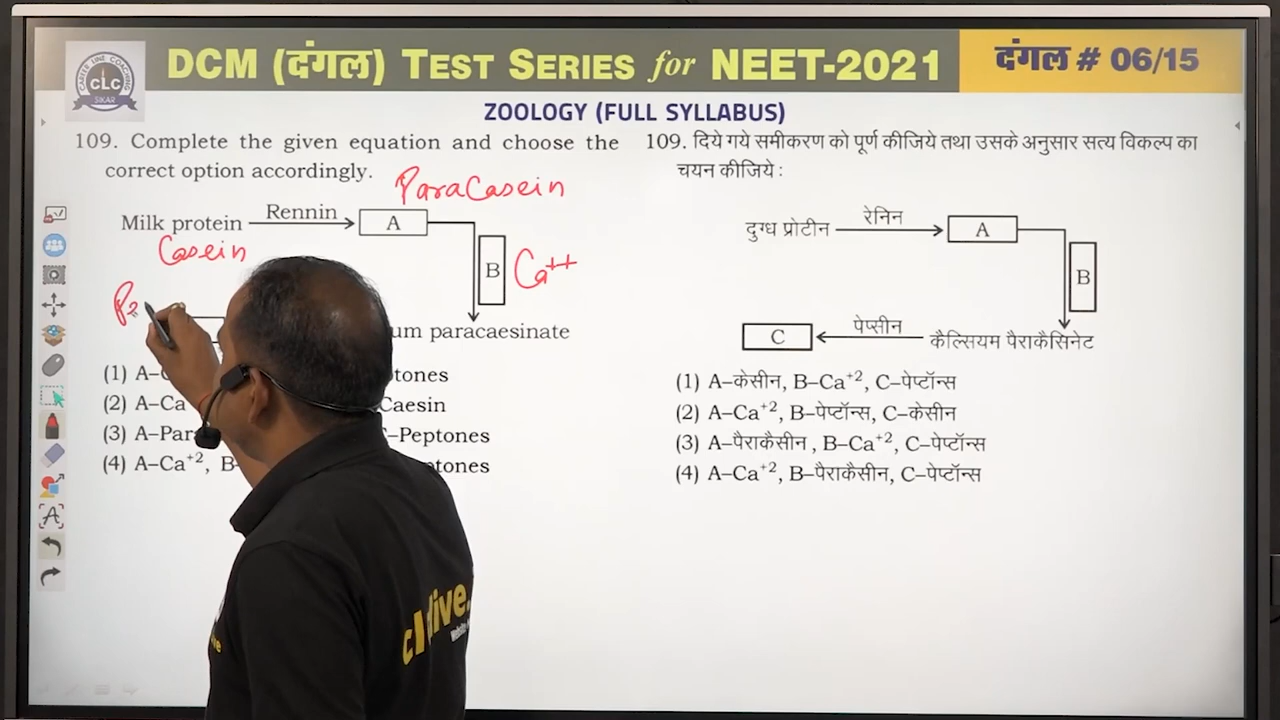 CAREER LINE COACHING
CLC
SIKAR
DCM (दंगल) TEST SERIES for NEET-2021
दंगल # 06/15
ZOOLOGY (FULL SYLLABUS)
109. Complete the given equation and choose the
correct option accordingly.
ParaCasein
Milk protein
Rennin
A
Casein
B
Ca++
um paracaesinate
(1) A–
ptones
(2) A–Ca
Caesin
(3) A–Par
–Peptones
(4) A–Ca+2, B–
ptones
109. दिये गये समीकरण को पूर्ण कीजिये तथा उसके अनुसार सत्य विकल्प का
चयन कीजिये :
दुग्ध प्रोटीन
रेनिन
A
B
C
पेप्सीन
कैल्सियम पैराकैसिनेट
(1) A–केसीन, B–Ca+2, C–पेप्टॉन्स
(2) A–Ca+2, B–पेप्टॉन्स, C–केसीन
(3) A–पैराकैसीन , B–Ca+2, C–पेप्टॉन्स
(4) A–Ca+2, B–पैराकैसीन, C–पेप्टॉन्स